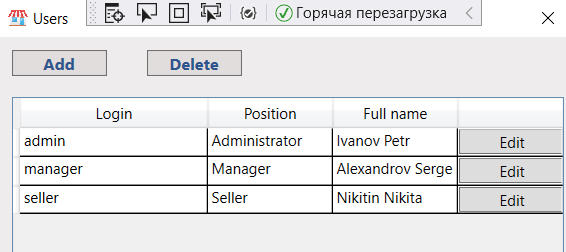 Users Горячая перезагрузка
Add Delete
Login Position Full name
admin Administrator Ivanov Petr Edit
manager Manager Alexandrov Serge Edit
seller Seller Nikitin Nikita Edit